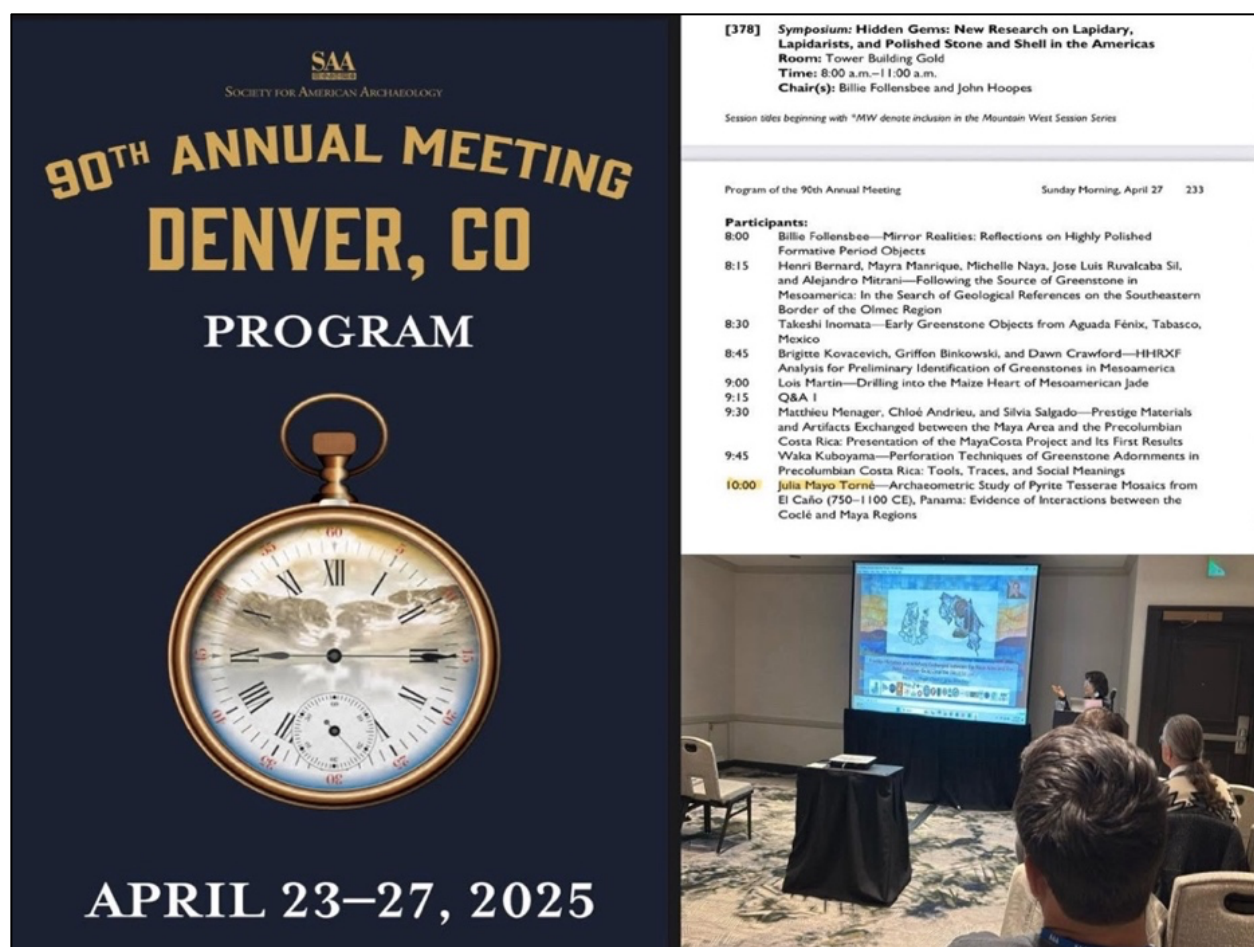 SAA
SOCIETY FOR AMERICAN ARCHAEOLOGY
90TH ANNUAL MEETING
DENVER, CO
PROGRAM
60
5
15
20
XII
XI
I
II
APRIL 23–27, 2025
[378] Symposium: Hidden Gems: New Research on Lapidary,
Lapidarists, and Polished Stone and Shell in the Americas
Room: Tower Building Gold
Time: 8:00 a.m.–11:00 a.m.
Chair(s): Billie Follensbee and John Hoopes
Session titles beginning with *MW denote inclusion in the Mountain West Session Series
Program of the 90th Annual Meeting Sunday Morning, April 27 233
Participants:
8:00 Billie Follensbee—Mirror Realities: Reflections on Highly Polished
Formative Period Objects
8:15 Henri Bernard, Mayra Manrique, Michelle Naya, Jose Luis Ruvalcaba Sil,
and Alejandro Mitrani—Following the Source of Greenstone in
Mesoamerica: In the Search of Geological References on the Southeastern
Border of the Olmec Region
8:30 Takeshi Inomata—Early Greenstone Objects from Aguada Fénix, Tabasco,
Mexico
8:45 Brigitte Kovacevich, Griffon Binkowski, and Dawn Crawford—HHRXF
Analysis for Preliminary Identification of Greenstones in Mesoamerica
9:00 Lois Martin—Drilling into the Maize Heart of Mesoamerican Jade
9:15 Q&A 1
9:30 Matthieu Menager, Chloé Andrieu, and Silvia Salgado—Prestige Materials
and Artifacts Exchanged between the Maya Area and the Precolumbian
Costa Rica: Presentation of the MayaCosta Project and Its First Results
9:45 Waka Kuboyama—Perforation Techniques of Greenstone Adornments in
Precolumbian Costa Rica: Tools, Traces, and Social Meanings
10:00 Julia Mayo Torné—Archaeometric Study of Pyrite Tesserae Mosaics from
El Caño (750–1100 CE), Panama: Evidence of Interactions between the
Coclé and Maya Regions
SAA